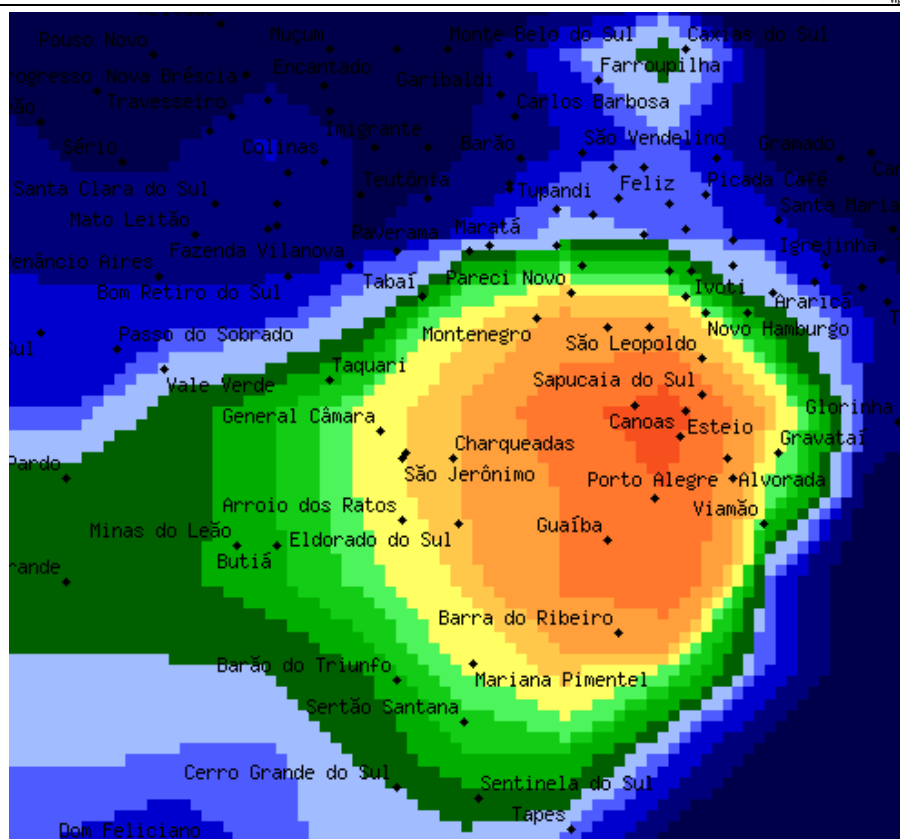 Muçum
Monte Belo do Sul
Caxias do Sul
Pouso Novo
Encantado
Farroupilha
Nova Bréscia
Garibaldi
Travesseiro
Carlos Barbosa
Imigrante
São Vendelino
Sério
Colinas
Barão
Gramado
Santa Clara do Sul
Teutônia
Tupandi
Feliz
Picada Café
Santa Maria
Mato Leitão
Paverama
Maratá
Fazenda Vilanova
Igrejinha
Venâncio Aires
Tabaí
Pareci Novo
Ivoti
Bom Retiro do Sul
Araricá
Passo do Sobrado
Montenegro
Novo Hamburgo
Sul
São Leopoldo
Taquari
Vale Verde
Sapucaia do Sul
General Câmara
Canoas
Esteio
Glorinha
Charqueadas
Gravataí
Pardo
São Jerônimo
Porto Alegre
Alvorada
Arroio dos Ratos
Viamão
Minas do Leão
Eldorado do Sul
Guaíba
Butiá
rande
Barra do Ribeiro
Barão do Triunfo
Mariana Pimentel
Sertão Santana
Cerro Grande do Sul
Sentinela do Sul
Tapes
Dom Feliciano